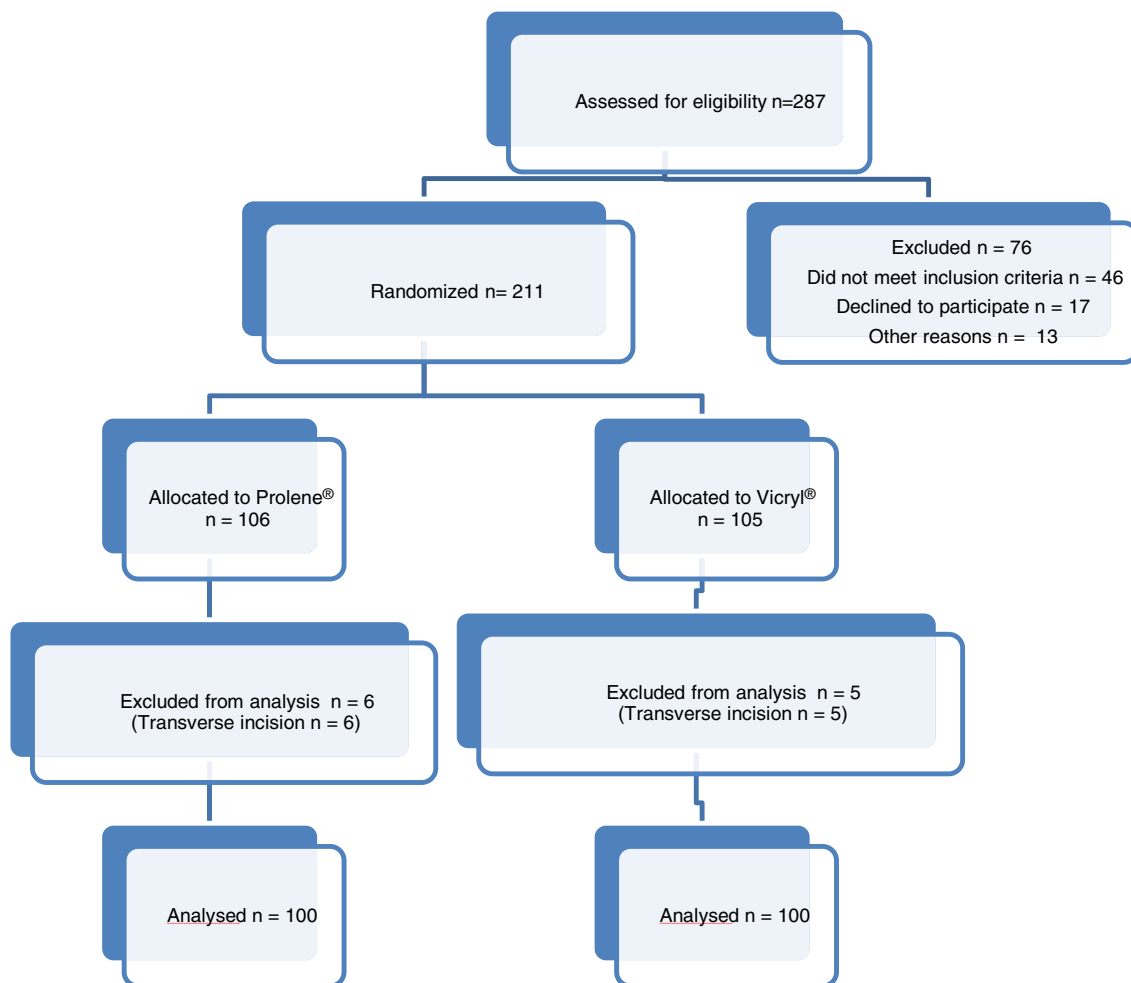 Assessed for eligibility n=287
Randomized n= 211
Excluded n = 76
Did not meet inclusion criteria n = 46
Declined to participate n = 17
Other reasons n = 13
Allocated to Prolene®
n = 106
Allocated to Vicryl®
n = 105
Excluded from analysis n = 6
(Transverse incision n = 6)
Excluded from analysis n = 5
(Transverse incision n = 5)
Analysed n = 100
Analysed n = 100